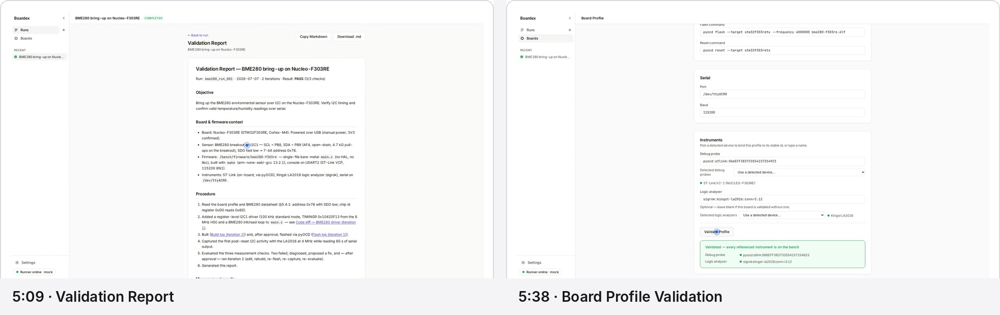 Boardex
Runs
Boards
RECENT
BME280 bring-up on Nucle...
Settings
Runner online · mock
BME280 bring-up on Nucleo-F303RE COMPLETED
← Back to run
Validation Report
BME280 bring-up on Nucleo-F303RE
Copy Markdown
Download .md
Validation Report — BME280 bring-up on Nucleo-F303RE
Run: bme280_run_001 · 2026-07-07 · 2 iterations · Result: PASS (3/3 checks)
Objective
Bring up the BME280 environmental sensor over I2C on the Nucleo-F303RE. Verify I2C timing and
confirm valid temperature/humidity readings over serial.
Board & firmware context
• Board: Nucleo-F303RE (STM32F303RE, Cortex-M4). Powered over USB (manual power, 3V3
confirmed).
• Sensor: BME280 breakout I2C1 — SCL = PB8, SDA = PB9 (AF4, open-drain, 4.7 kΩ pull-
ups on the breakout), SDO tied low → 7-bit address 0x76.
• Firmware: /bench/firmware/bme280-f303re — single-file bare-metal main.c (no HAL, no
libc), built with make (arm-none-eabi-gcc 13.2.1), console on USART2 (ST-Link VCP,
115200 8N1).
• Instruments: ST-Link (on-board, via pyOCD), Kingst LA2016 logic analyzer (sigrok), serial on
/dev/ttyACM0.
Procedure
1. Read the board profile and BME280 datasheet (§5.4.1: address 0x76 with SDO low; chip id
register 0xD0 reads 0x60).
2. Added a register-level I2C1 driver (100 kHz standard mode, TIMINGR 0x10420F13 from the 8
MHz HSI) and a BME280 init/read loop to main.c — see Code diff — BME280 driver (iteration
1).
3. Built (Build log (iteration 1)) and, after approval, flashed via pyOCD (Flash log (iteration 1)).
4. Captured the first post-reset I2C activity with the LA2016 at 4 MHz while reading 60 s of serial
output.
5. Evaluated the three measurement checks. Two failed; diagnosed, proposed a fix, and — after
approval — ran iteration 2 (edit, rebuild, re-flash, re-capture, re-evaluate).
6. Generated this report.
5:09 · Validation Report
Boardex
Runs
Boards
RECENT
BME280 bring-up on Nucle...
Settings
Runner online · mock
Board Profile
Flash command
pyocd flash --target stm32f303retx --frequency 4000000 bme280-f303re.elf
Reset command
pyocd reset --target stm32f303retx
Serial
Port
/dev/ttyACM0
Baud
115200
Instruments
Pick a detected device to bind this profile to its stable id, or type a name.
Debug probe
pyocd:stlink:066EFF383733554157254923
Detected debug
probes
Use a detected device...
ST-Link/V2-1 (NUCLEO-F303RE)
Logic analyzer
sigrok:kingst-la2016:conn=3.12
Optional — leave blank if this board is validated without one.
Detected logic analyzers
Use a detected device...
Kingst LA2016
Validate Profile
Validated — every referenced instrument is on the bench
Debug probe pyocd:stlink:066EFF383733554157254923
Logic analyzer sigrok:kingst-la2016:conn=3.12
5:38 · Board Profile Validation